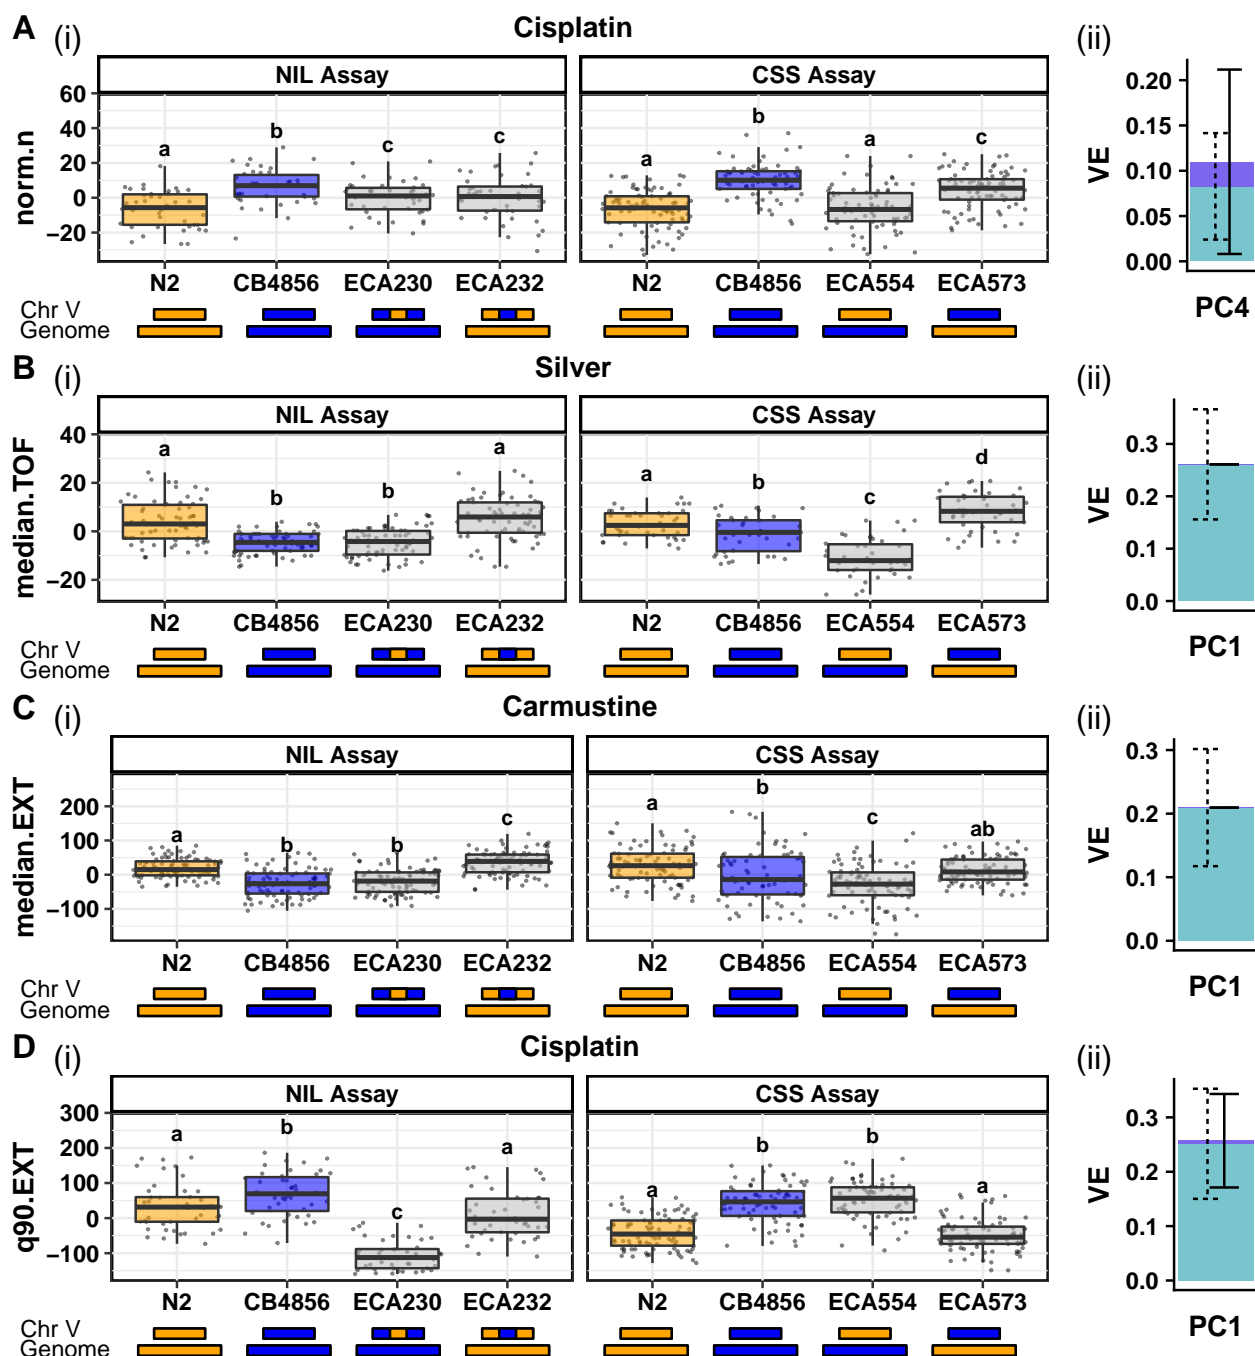 A (i) Cisplatin (ii)
NIL Assay CSS Assay
norm.n
60
40
20
0
−20
a b c c a b a c
N2 CB4856 ECA230 ECA232 N2 CB4856 ECA554 ECA573
Chr V
Genome
VE
0.20
0.15
0.10
0.05
0.00
PC4
B (i) Silver (ii)
NIL Assay CSS Assay
median.TOF
40
20
0
−20
a b b a a b c d
N2 CB4856 ECA230 ECA232 N2 CB4856 ECA554 ECA573
Chr V
Genome
VE
0.3
0.2
0.1
0.0
PC1
C (i) Carmustine (ii)
NIL Assay CSS Assay
median.EXT
200
100
0
−100
a b b c a b c ab
N2 CB4856 ECA230 ECA232 N2 CB4856 ECA554 ECA573
Chr V
Genome
VE
0.3
0.2
0.1
0.0
PC1
D (i) Cisplatin (ii)
NIL Assay CSS Assay
q90.EXT
300
200
100
0
−100
a b c a a b b a
N2 CB4856 ECA230 ECA232 N2 CB4856 ECA554 ECA573
Chr V
Genome
VE
0.3
0.2
0.1
0.0
PC1